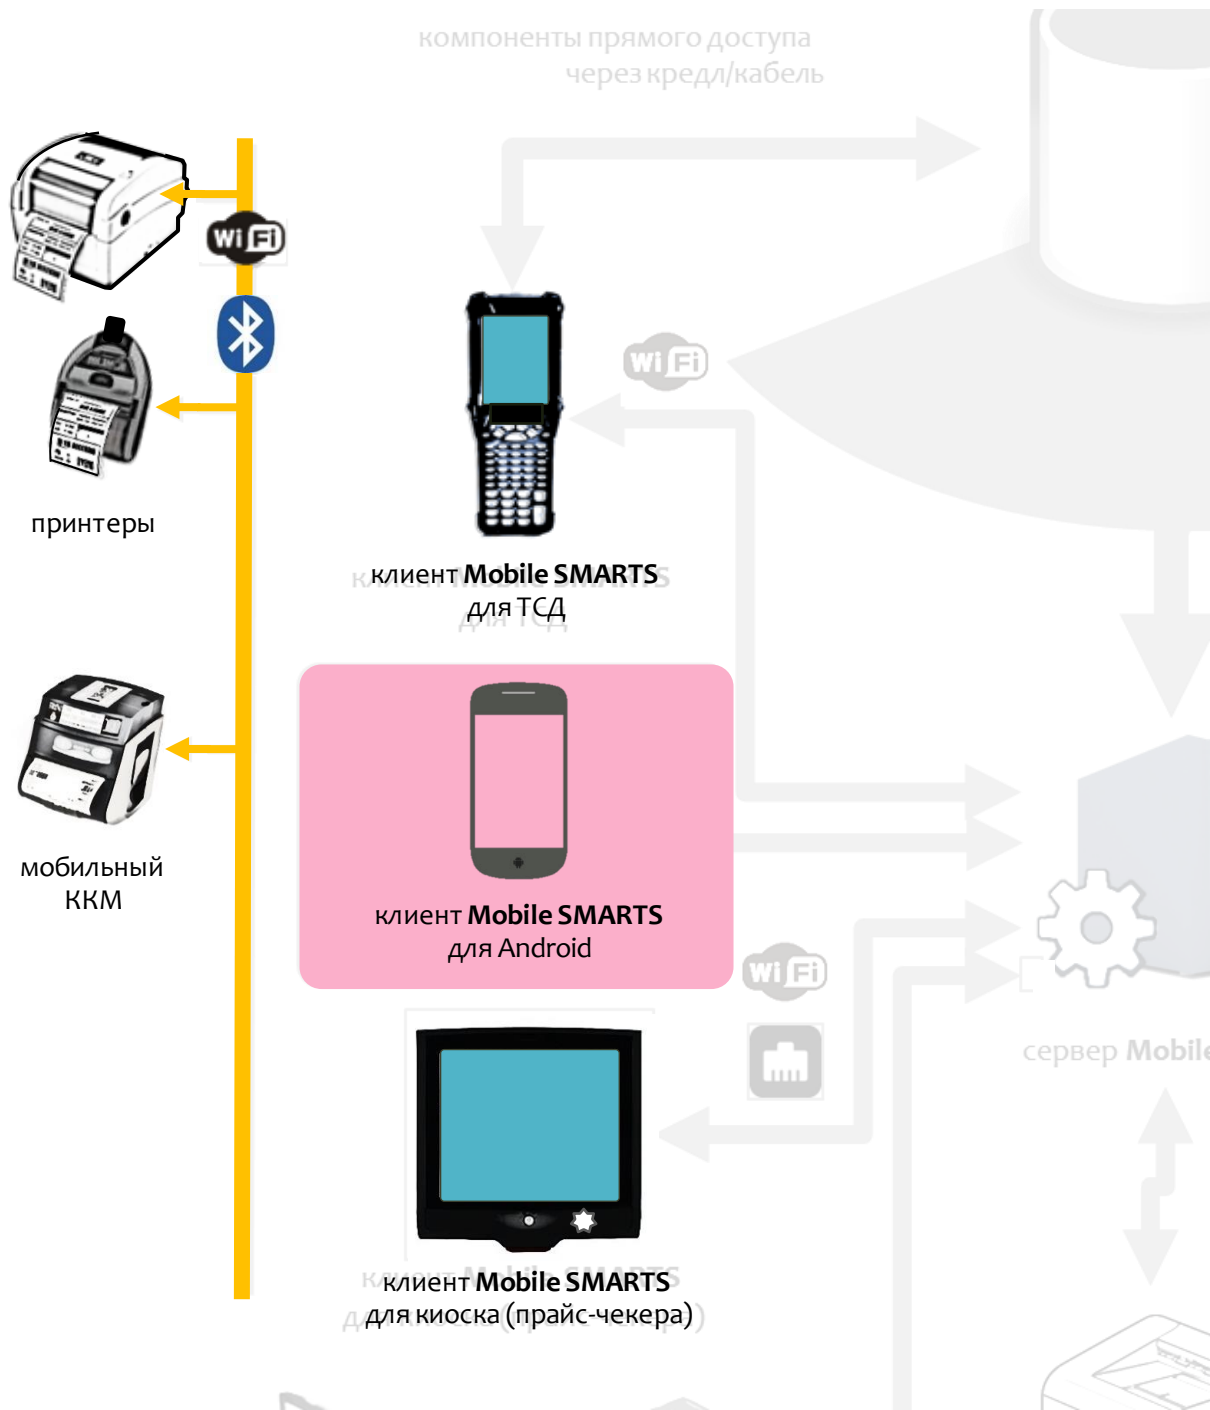 компоненты прямого доступа
через кредл/кабель
Wi Fi
Wi Fi
принтеры
клиент Mobile SMARTS
для ТСД
мобильный
ККМ
клиент Mobile SMARTS
для Android
Wi Fi
сервер Mobile
клиент Mobile SMARTS
для киоска (прайс-чекера)